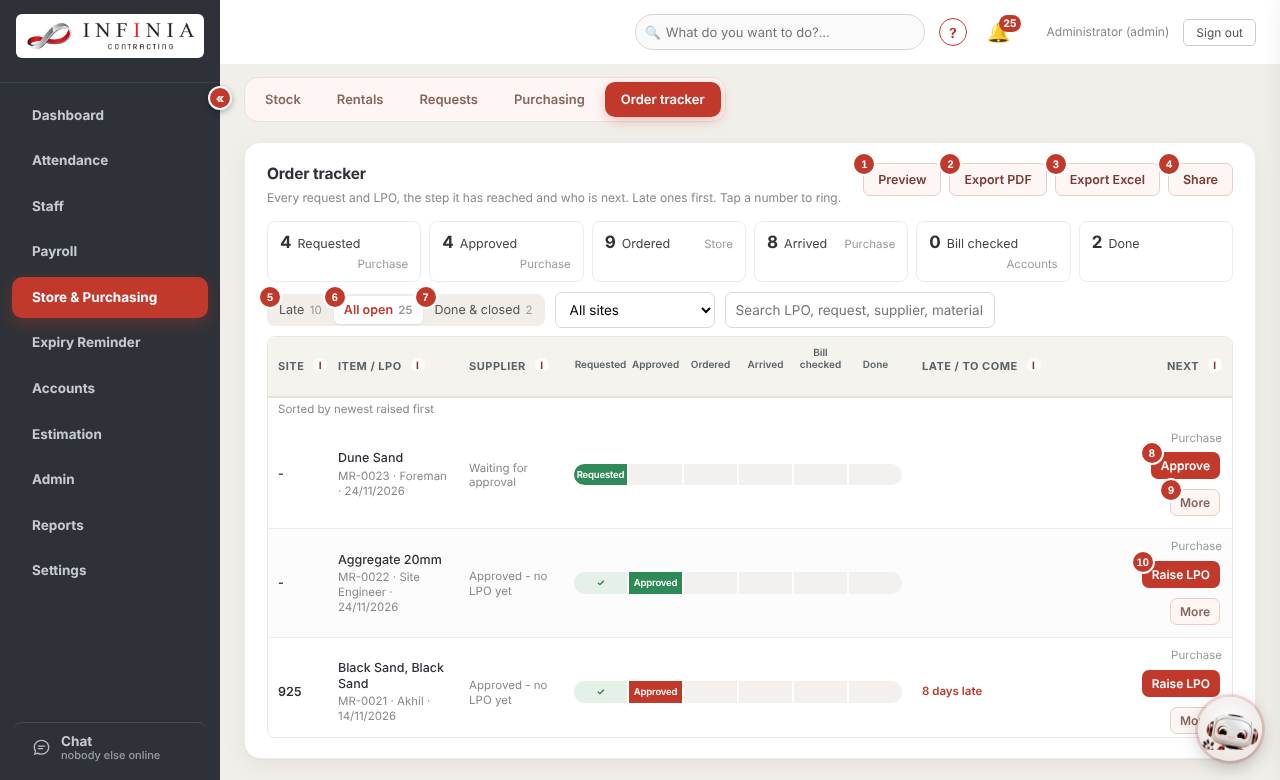 INFINIA
CONTRACTING
What do you want to do?...
?
25
Administrator (admin)
Sign out
«
Dashboard
Attendance
Staff
Payroll
Store & Purchasing
Expiry Reminder
Accounts
Estimation
Admin
Reports
Settings
Chat
nobody else online
Stock
Rentals
Requests
Purchasing
Order tracker
Order tracker
Every request and LPO, the step it has reached and who is next. Late ones first. Tap a number to ring.
1
Preview
2
Export PDF
3
Export Excel
4
Share
4 Requested
Purchase
4 Approved
Purchase
9 Ordered Store
8 Arrived Purchase
0 Bill checked
Accounts
2 Done
5
Late 10
6
All open 25
7
Done & closed 2
All sites
Search LPO, request, supplier, material
SITE
ITEM / LPO
SUPPLIER
Requested
Approved
Ordered
Arrived
Bill
checked
Done
LATE / TO COME
NEXT
Sorted by newest raised first
-
Dune Sand
MR-0023 · Foreman
· 24/11/2026
Waiting for
approval
Requested
Purchase
8
Approve
9
More
-
Aggregate 20mm
MR-0022 · Site
Engineer ·
24/11/2026
Approved - no
LPO yet
✓
Approved
Purchase
10
Raise LPO
More
925
Black Sand, Black
Sand
MR-0021 · Akhil ·
14/11/2026
Approved - no
LPO yet
✓
Approved
8 days late
Purchase
Raise LPO